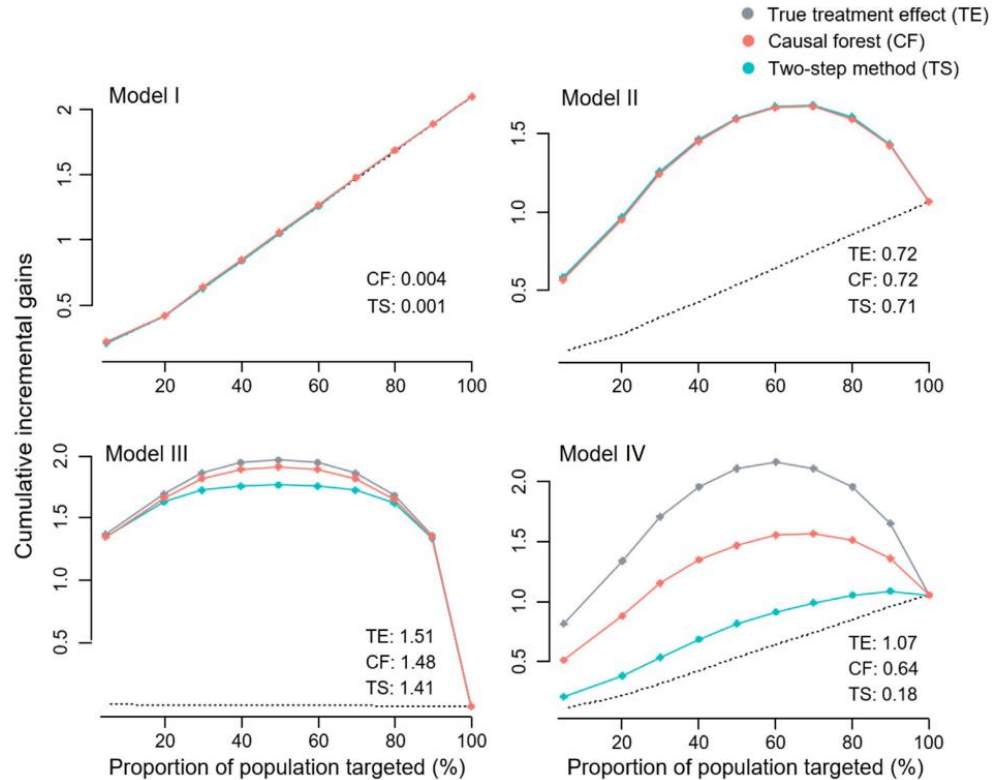 True treatment effect (TE)
Causal forest (CF)
Two-step method (TS)
Cumulative incremental gains
Model I
2
1.5
1
0.5
CF: 0.004
TS: 0.001
20 40 60 80 100
Model II
1.5
1.0
0.5
TE: 0.72
CF: 0.72
TS: 0.71
20 40 60 80 100
Model III
2.0
1.5
1.0
0.5
TE: 1.51
CF: 1.48
TS: 1.41
20 40 60 80 100
Proportion of population targeted (%)
Model IV
2.0
1.5
1.0
0.5
TE: 1.07
CF: 0.64
TS: 0.18
20 40 60 80 100
Proportion of population targeted (%)